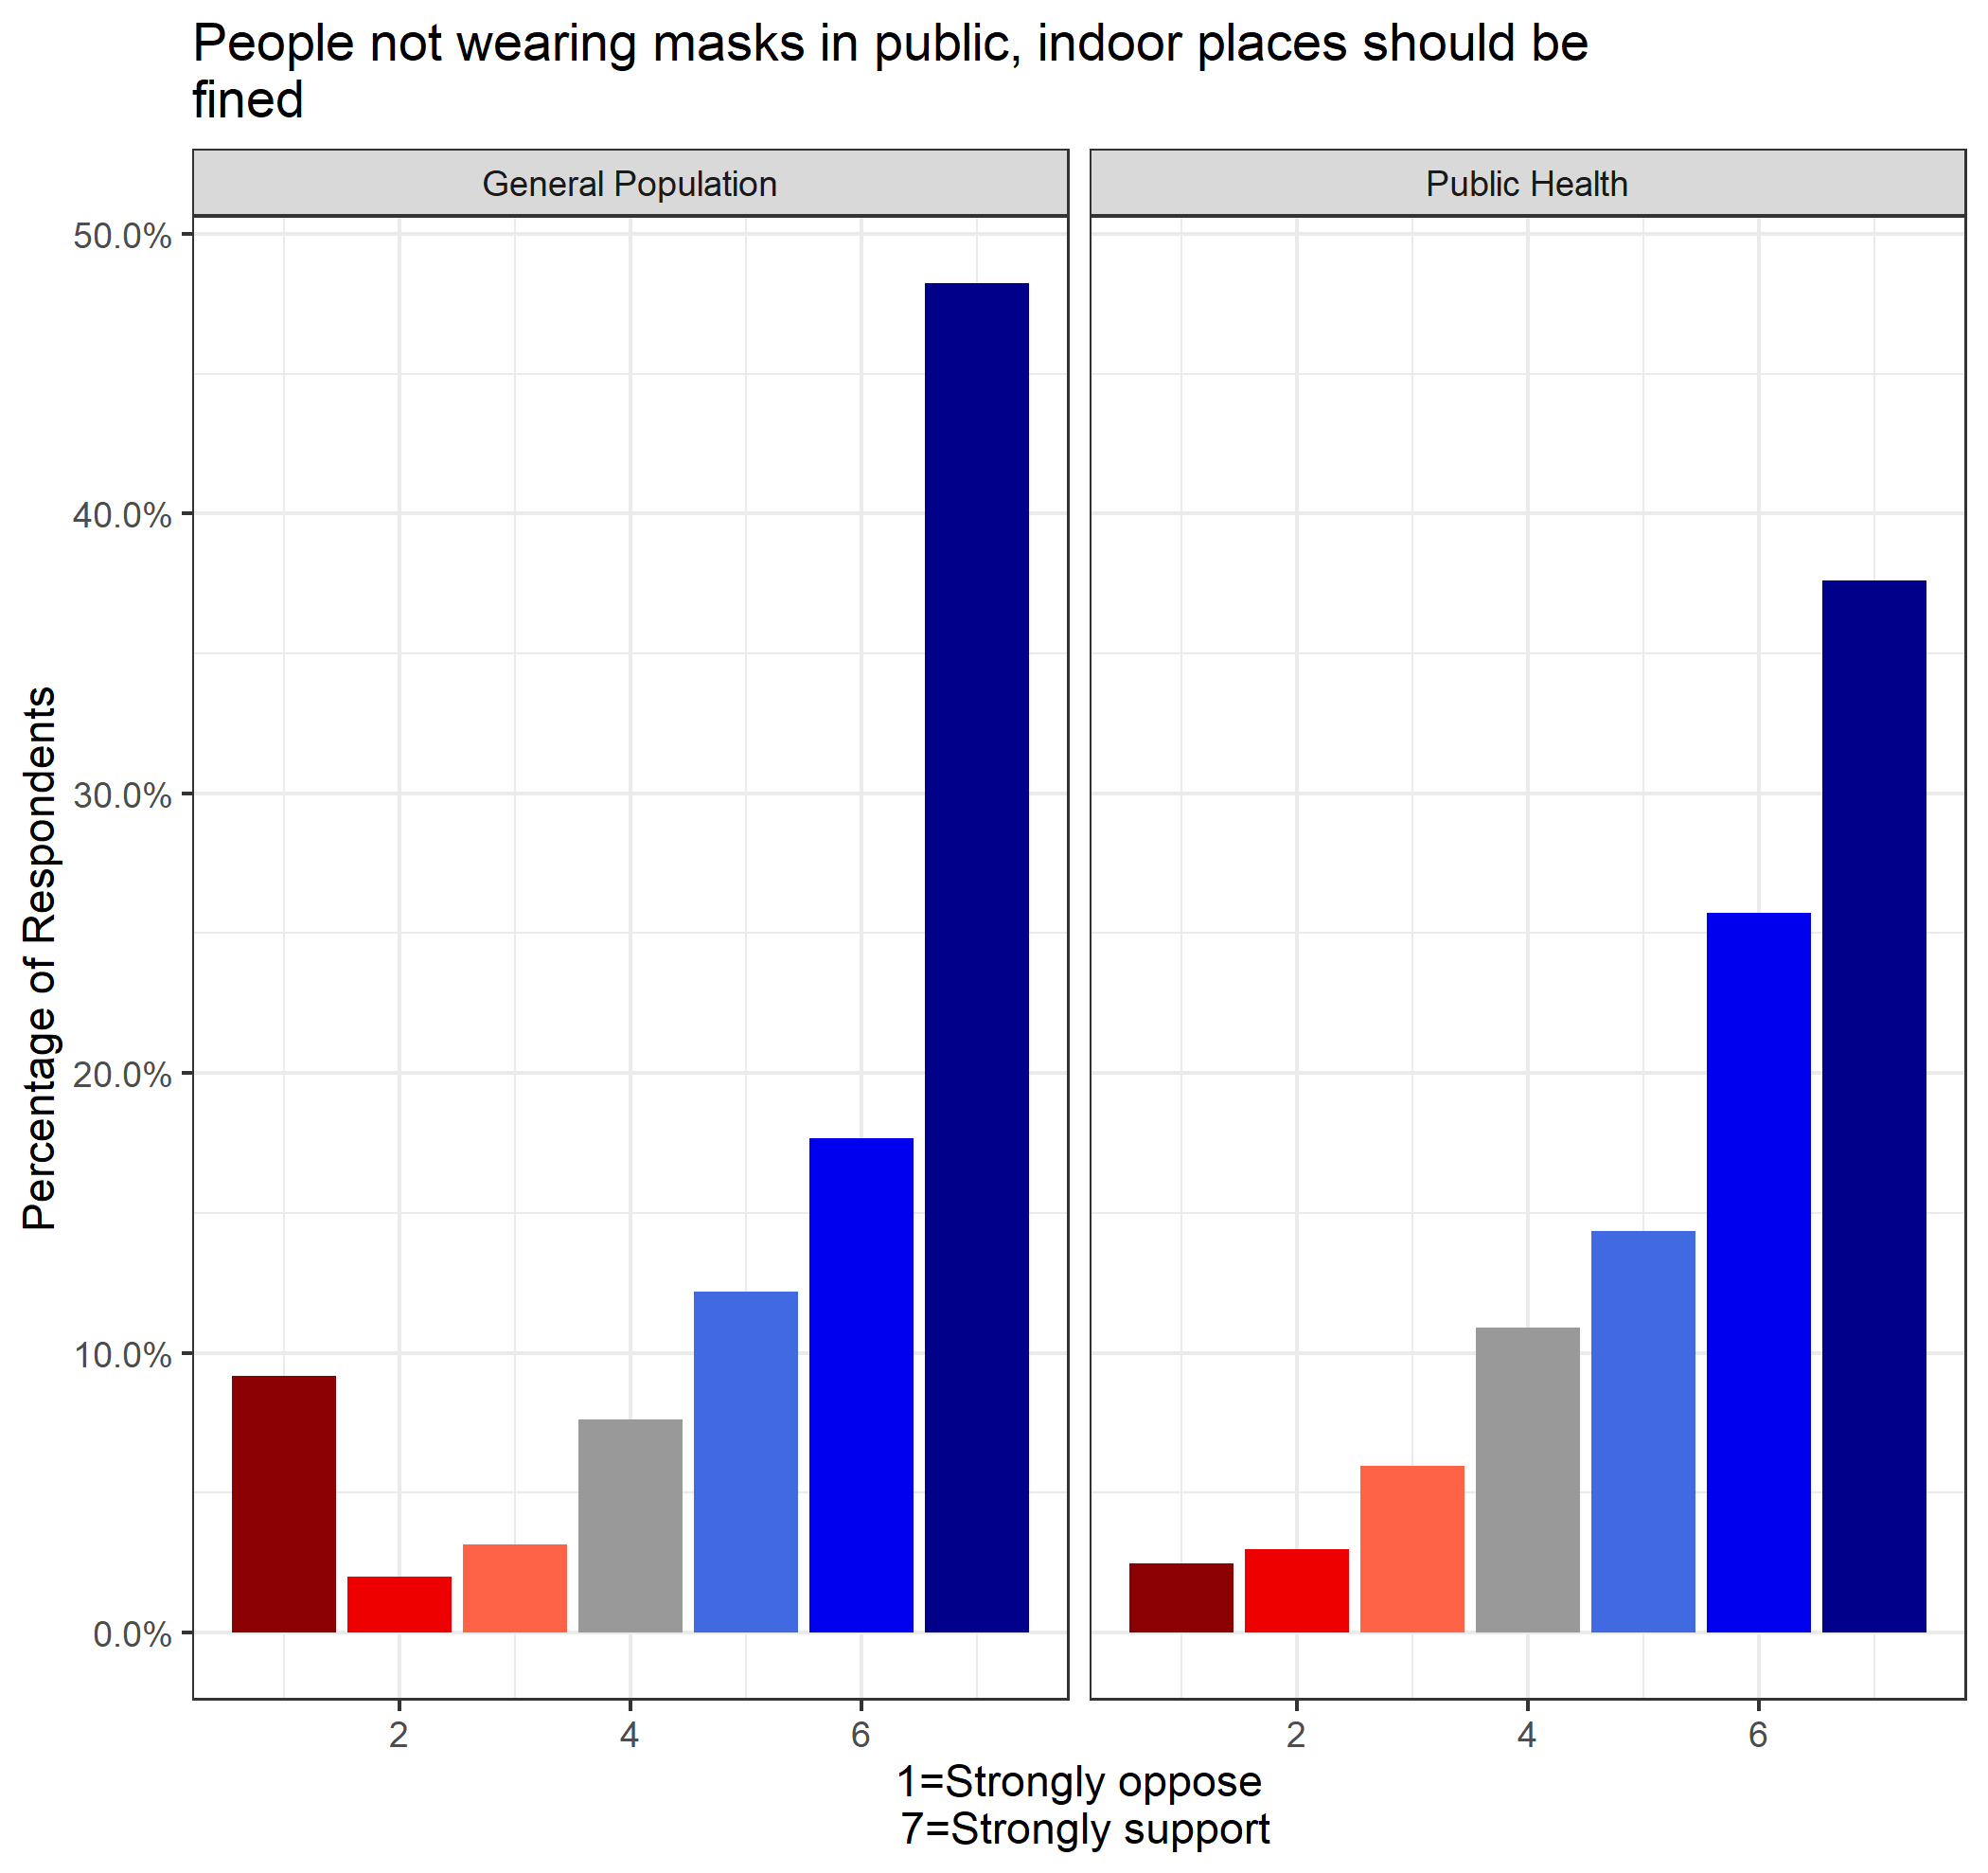 People not wearing masks in public, indoor places should be
fined
General Population
Public Health
Percentage of Respondents
50.0%
40.0%
30.0%
20.0%
10.0%
0.0%
2
4
6
2
4
6
1=Strongly oppose
7=Strongly support